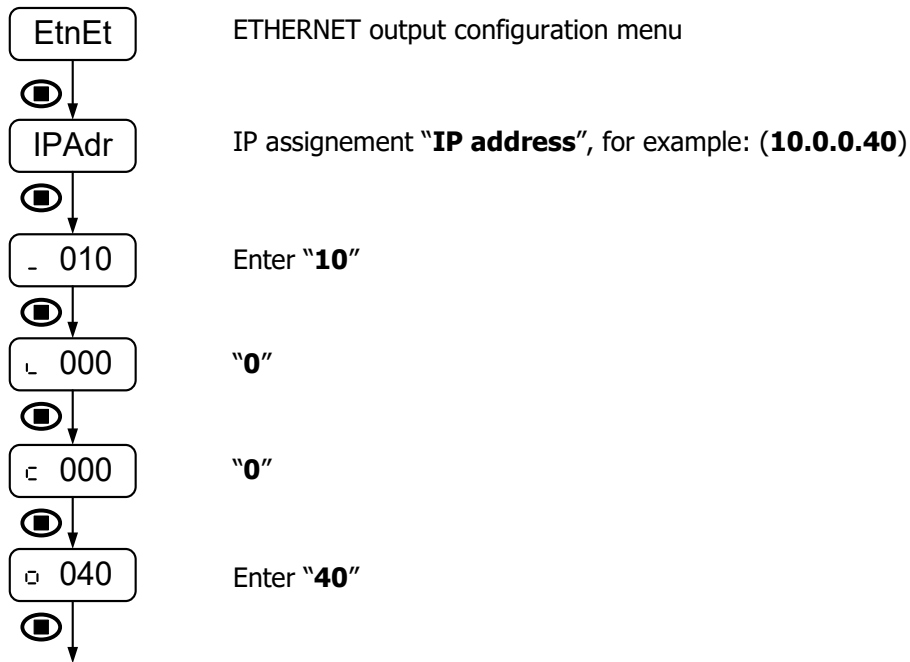 EtnEt ETHERNET output configuration menu
IPAdr IP assignement “IP address”, for example: (10.0.0.40)
_ 010 Enter “10”
000 “0”
000 “0”
040 Enter “40”